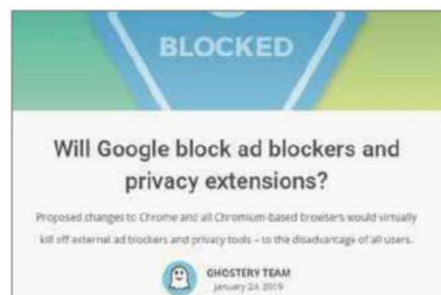 BLOCKED
Will Google block ad blockers and
privacy extensions?
Proposed changes to Chrome and all Chromium-based browsers would virtually
kill off external ad blockers and privacy tools – to the disadvantage of all users.
GHOSTERY TEAM
January 24, 2019